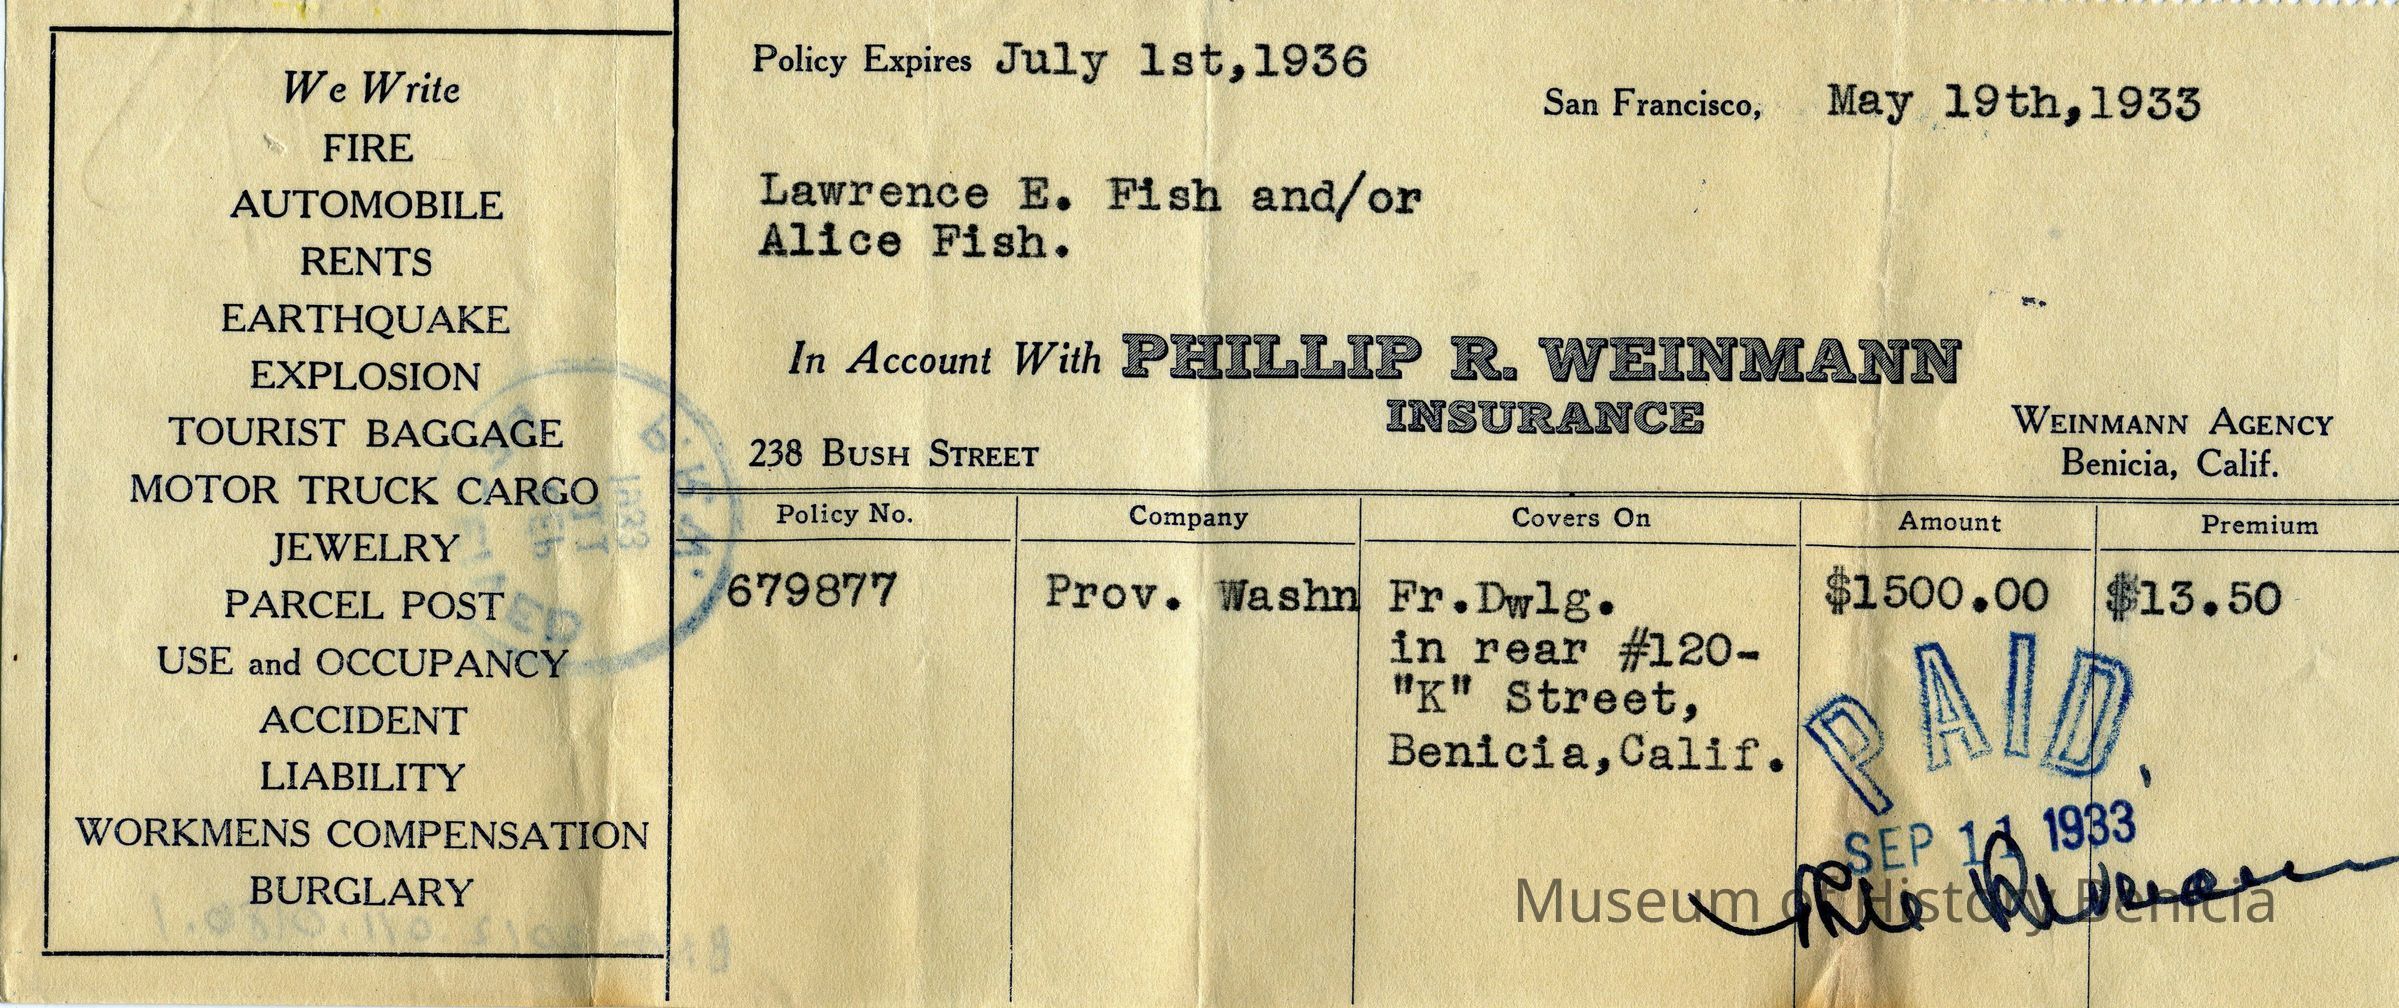 We Write
FIRE
AUTOMOBILE
RENTS
EARTHQUAKE
EXPLOSION
TOURIST BAGGAGE
MOTOR TRUCK CARGO
JEWELRY
PARCEL POST
USE and OCCUPANCY
ACCIDENT
LIABILITY
WORKMENS COMPENSATION
BURGLARY
Policy Expires July 1st,1936
San Francisco, May 19th,1933
Lawrence E. Fish and/or
Alice Fish.
In Account With PHILLIP R. WEINMANN
INSURANCE
238 BUSH STREET
WEINMANN AGENCY
Benicia, Calif.
Policy No. Company Covers On Amount Premium
679877 Prov. Washn Fr.Dwlg. $1500.00 $13.50
in rear #120-
"K" Street,
Benicia,Calif.
PAID
SEP 11 1933
Museum of History Benicia